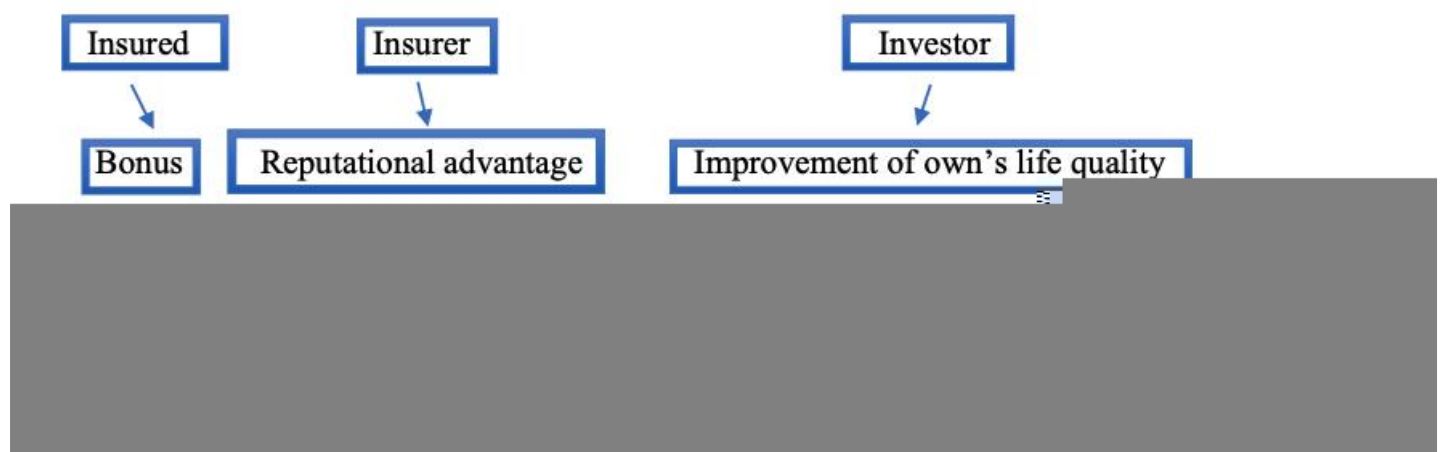 Insured Insurer Investor
Bonus Reputational advantage Improvement of own’s life quality